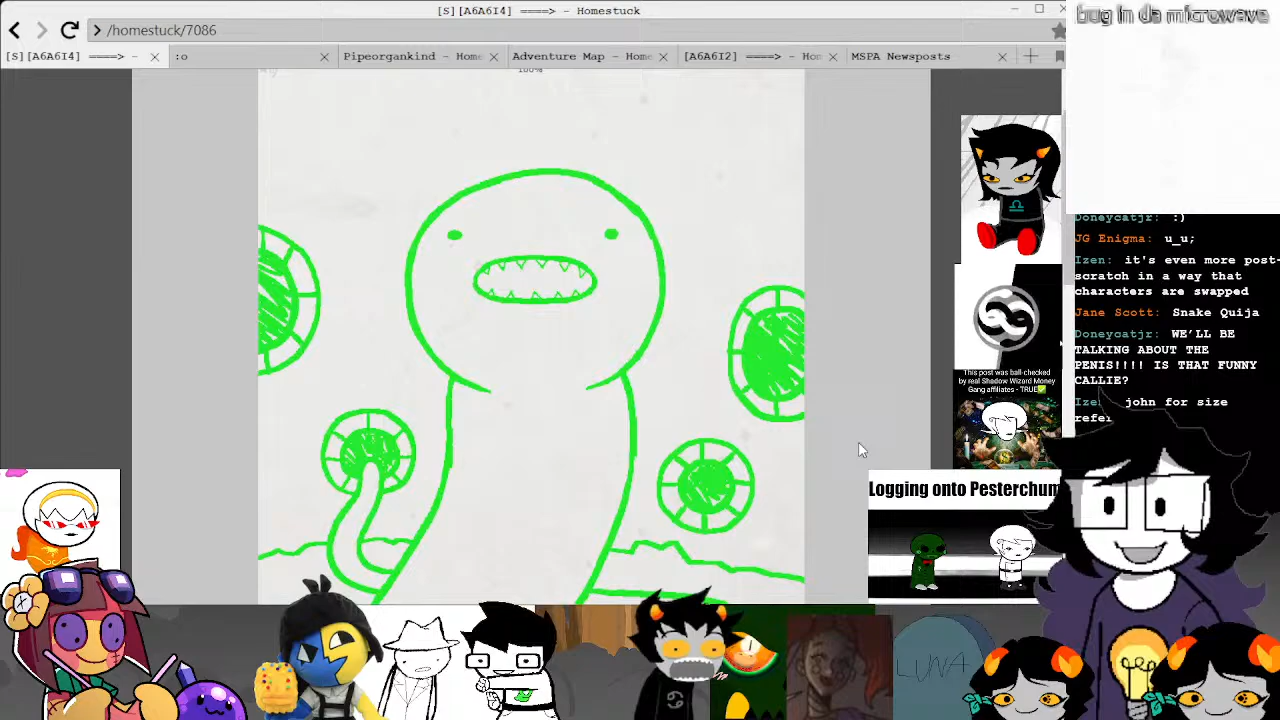 [S][A6A6I4] ====> - Homestuck
bug in da microwave
/homestuck/7086
[S][A6A6I4] ====> -
:o
Pipeorgankind - Home
Adventure Map - Home
[A6A6I2] ====> - Hom
MSPA Newsposts
100%
Doneycatjr: :)
JG Enigma: u_u;
Izen: it's even more post-
scratch in a way that
characters are swapped
Jane Scott: Snake Quija
Doneycatjr: WE'LL BE
TALKING ABOUT THE
PENIS!!!! IS THAT FUNNY
CALLIE?
Izen: john for size
refer
This post was ball-checked
by real Shadow Wizard Money
Gang affiliates - TRUE✅
Logging onto Pesterchum
LUNA